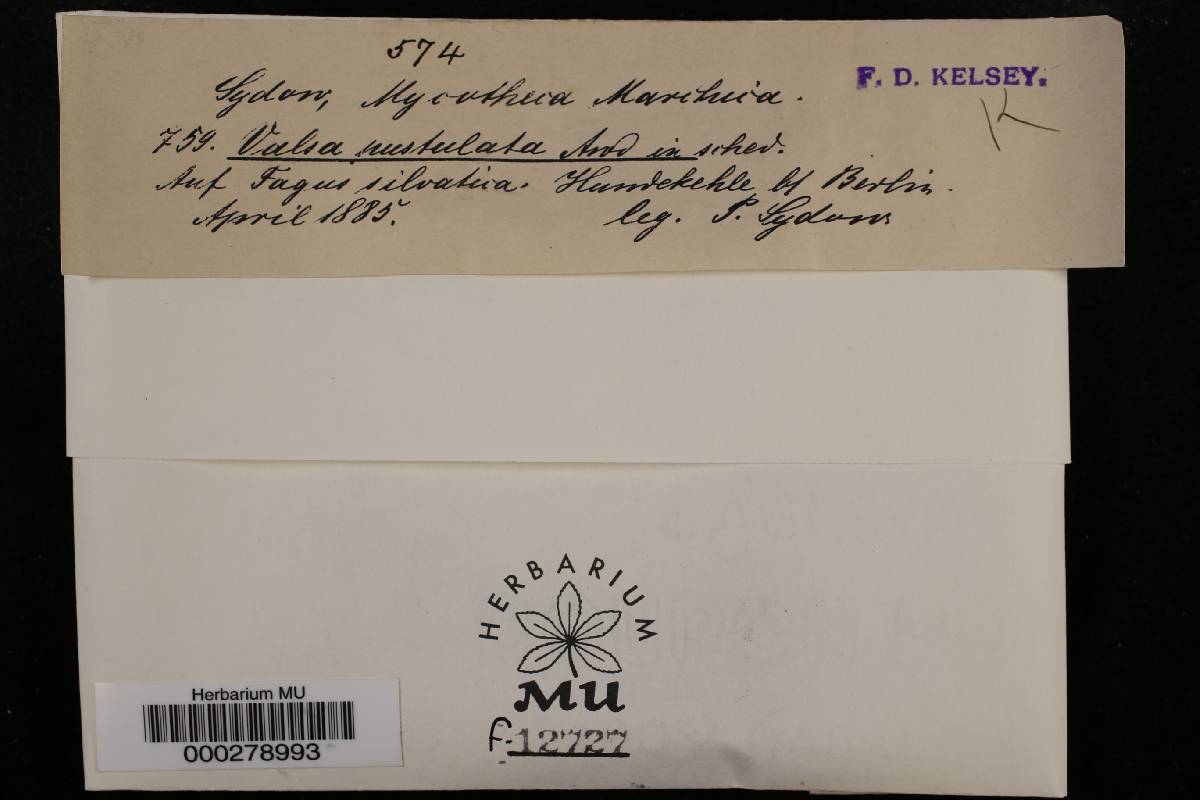 574
F. D. KELSEY.
K
Sydow, Mycotheca Marchica.
759. Valsa pustulata Awd in sched.
Auf Fagus silvatica. Hundekehle bf Berlin.
April 1885. leg. P. Sydow
HERBARIUM
MU
f-12727
Herbarium MU
000278993